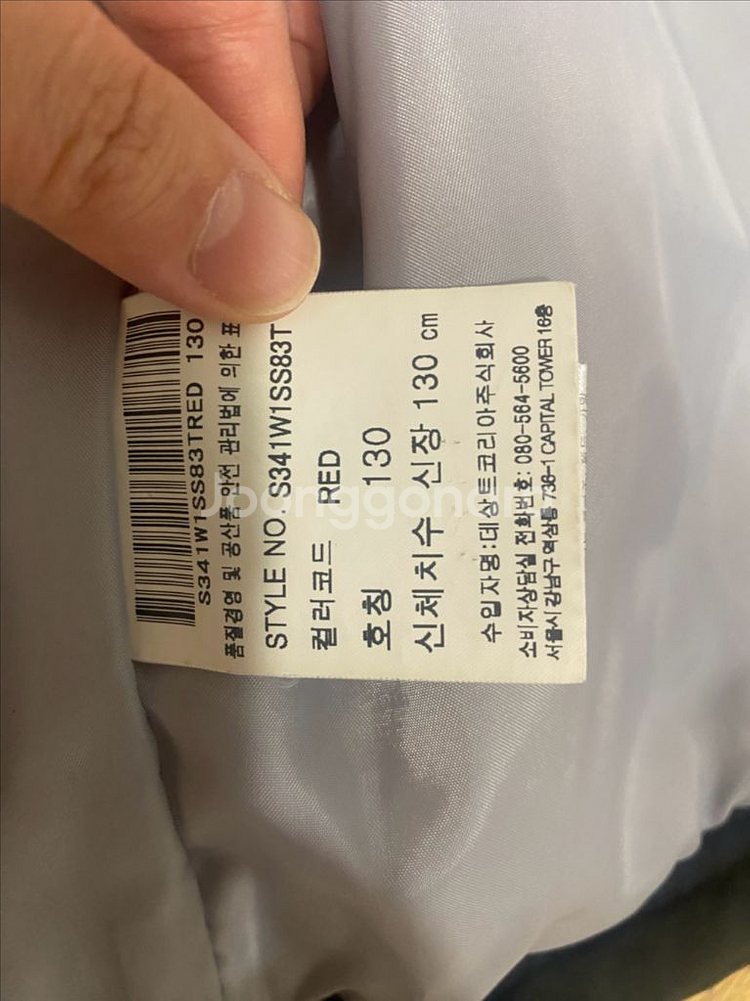 S341W1SS83TRED 130
품질경영 및 공산품 안전 관리법에 의한 표
STYLE NO S341W1SS83T
컬러코드 RED
호칭 130
신체치수 신장 130 cm
수입자명:대상트코리아주식회사
소비자상담실 전화번호: 080-564-5600
서울시 강남구 역삼동 736-1 CAPITAL TOWER 16층
Joonggonara